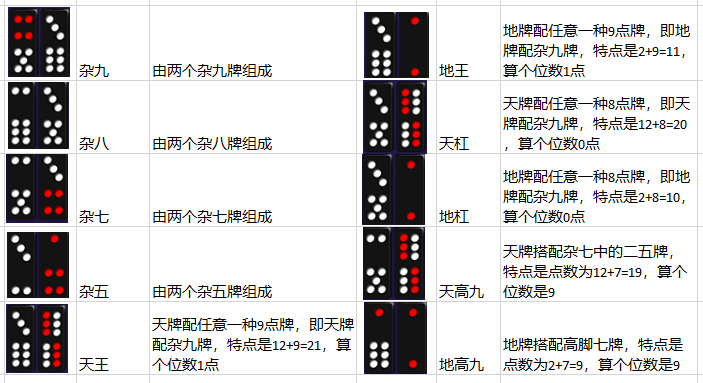 杂九
由两个杂九牌组成
地王
地牌配任意一种9点牌，即地
牌配杂九牌，特点是2+9=11，
算个位数1点
杂八
由两个杂八牌组成
天杠
天牌配任意一种8点牌，即天
牌配杂九牌，特点是12+8=20
，算个位数0点
杂七
由两个杂七牌组成
地杠
地牌配任意一种8点牌，即地
牌配杂九牌，特点是2+8=10，
算个位数0点
杂五
由两个杂五牌组成
天高九
天牌搭配杂七中的二五牌，
特点是点数为12+7=19，算个
位数是9
天王
天牌配任意一种9点牌，即天牌
配杂九牌，特点是12+9=21，算
个位数1点
地高九
地牌搭配高脚七牌，特点是
点数为2+7=9，算个位数是9